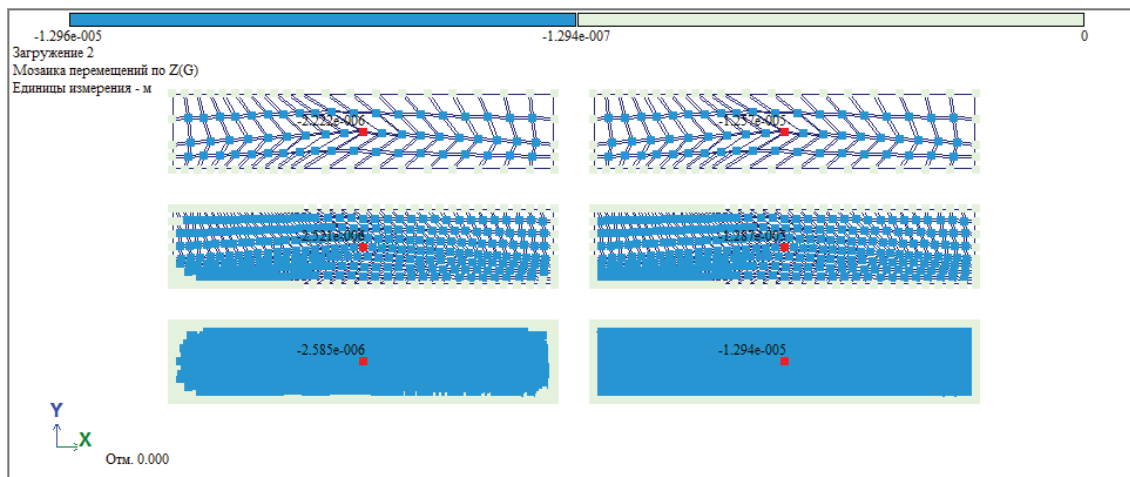 -1.296e-005 -1.294e-007 0
Загружение 2
Мозаика перемещений по Z(G)
Единицы измерения - м
-2.222e-006 -1.257e-005
-2.521e-006 -1.287e-005
-2.585e-006 -1.294e-005
Y
X
Отм. 0.000